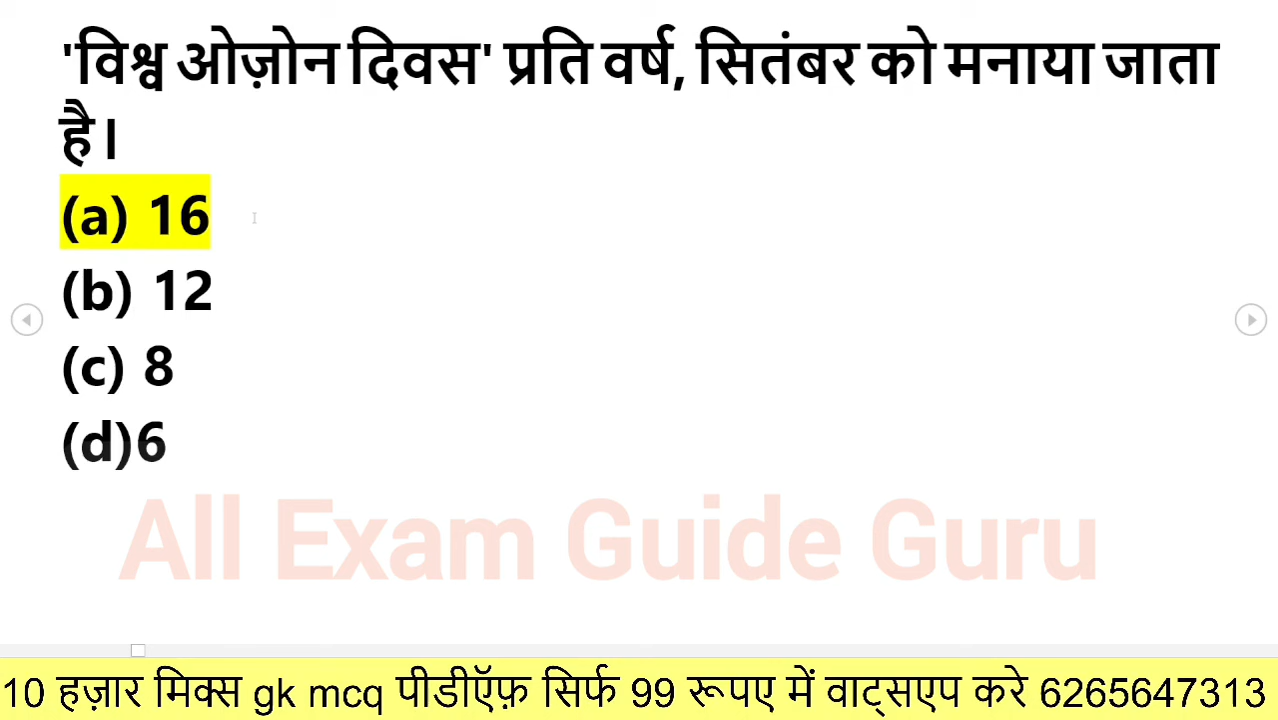 'विश्व ओज़ोन दिवस' प्रति वर्ष, सितंबर को मनाया जाता
है।
(a) 16
(b) 12
(c) 8
(d)6
All Exam Guide Guru
10 हज़ार मिक्स gk mcq पीडीऍफ़ सिर्फ 99 रूपए में वाट्सएप करे 6265647313